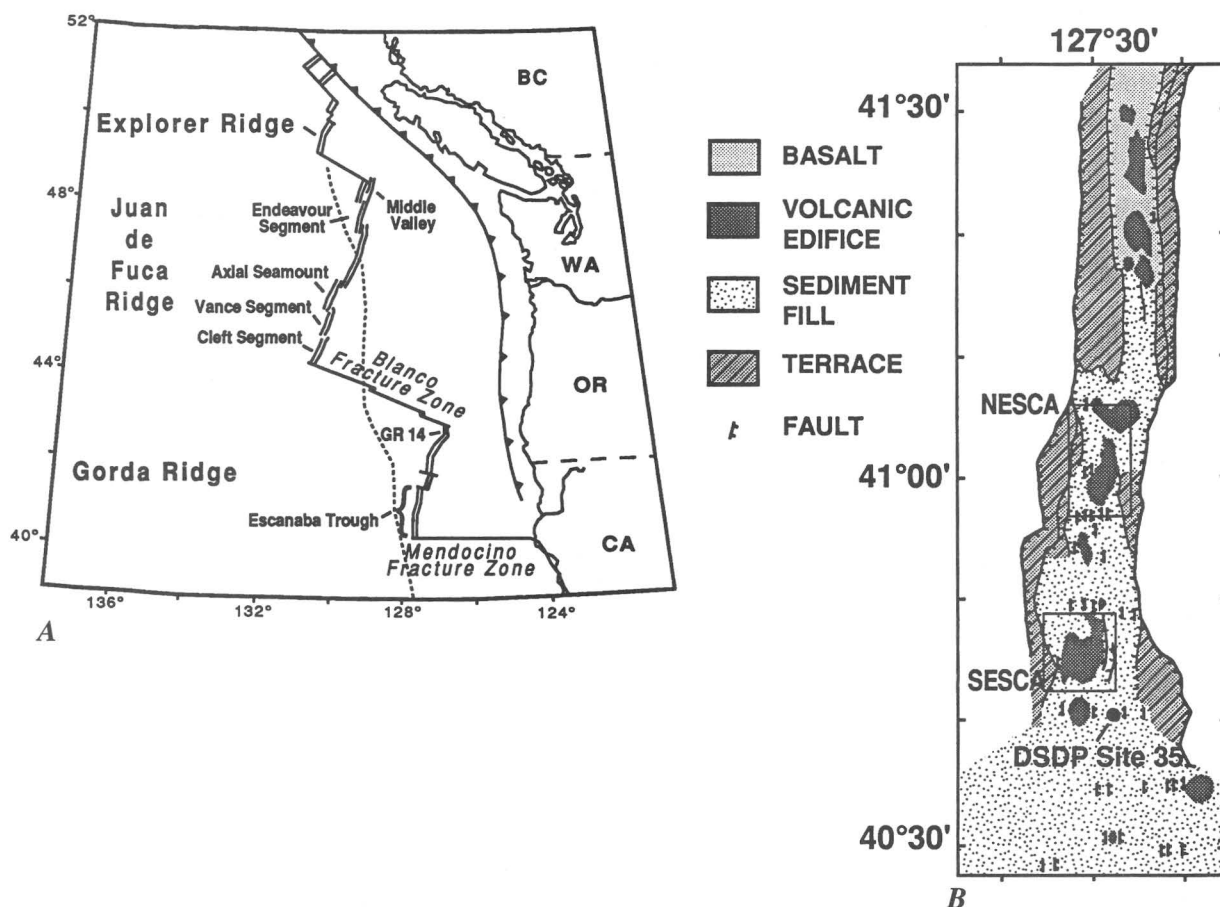 52°
48°
44°
40°
136°
132°
128°
124°
BC
WA
OR
CA
Explorer Ridge
Juan
de
Fuca
Ridge
Endeavour
Segment
Middle
Valley
Axial Seamount
Vance Segment
Cleft Segment
Blanco
Fracture Zone
GR 14
Gorda Ridge
Escanaba Trough
Mendocino
Fracture Zone
A
BASALT
VOLCANIC
EDIFICE
SEDIMENT
FILL
TERRACE
FAULT
127°30'
41°30'
41°00'
40°30'
NESCA
SESCA
DSDP Site 35
B